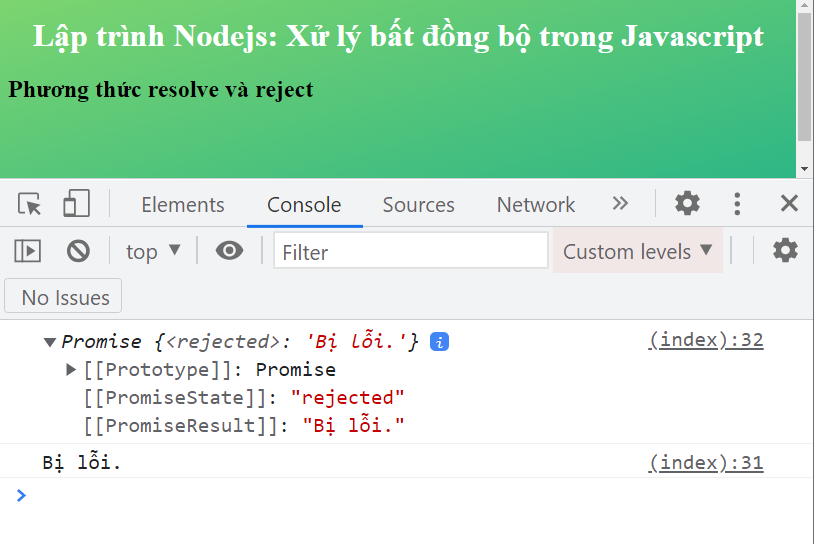 Lập trình Nodejs: Xử lý bất đồng bộ trong Javascript
Phương thức resolve và reject
Elements Console Sources Network
top Filter Custom levels
No Issues
Promise {<rejected>: 'Bị lỗi.'} i (index):32
[[Prototype]]: Promise
[[PromiseState]]: "rejected"
[[PromiseResult]]: "Bị lỗi."
Bị lỗi. (index):31